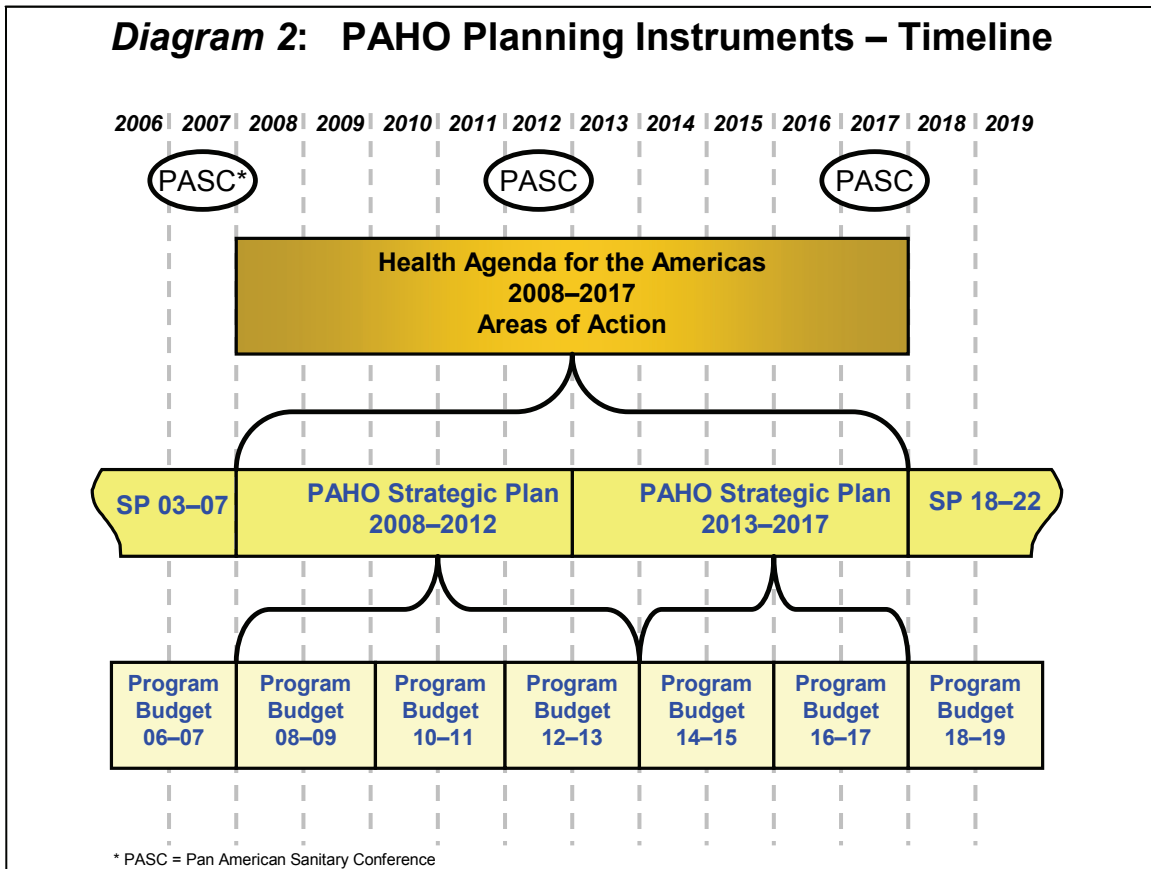 Diagram 2: PAHO Planning Instruments – Timeline
2006 2007 2008 2009 2010 2011 2012 2013 2014 2015 2016 2017 2018 2019
PASC* PASC PASC
Health Agenda for the Americas
2008–2017
Areas of Action
SP 03–07
PAHO Strategic Plan
2008–2012
PAHO Strategic Plan
2013–2017
SP 18–22
Program
Budget
06–07
Program
Budget
08–09
Program
Budget
10–11
Program
Budget
12–13
Program
Budget
14–15
Program
Budget
16–17
Program
Budget
18–19
* PASC = Pan American Sanitary Conference